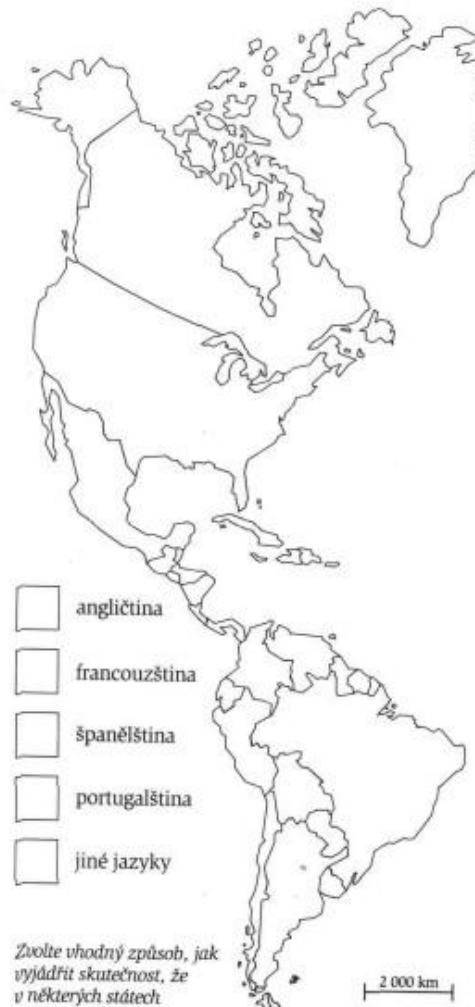 angličtina
francouzština
španělština
portugalština
jiné jazyky
Zvolte vhodný způsob, jak
vyjádřit skutečnost, že
v některých státech
2 000 km